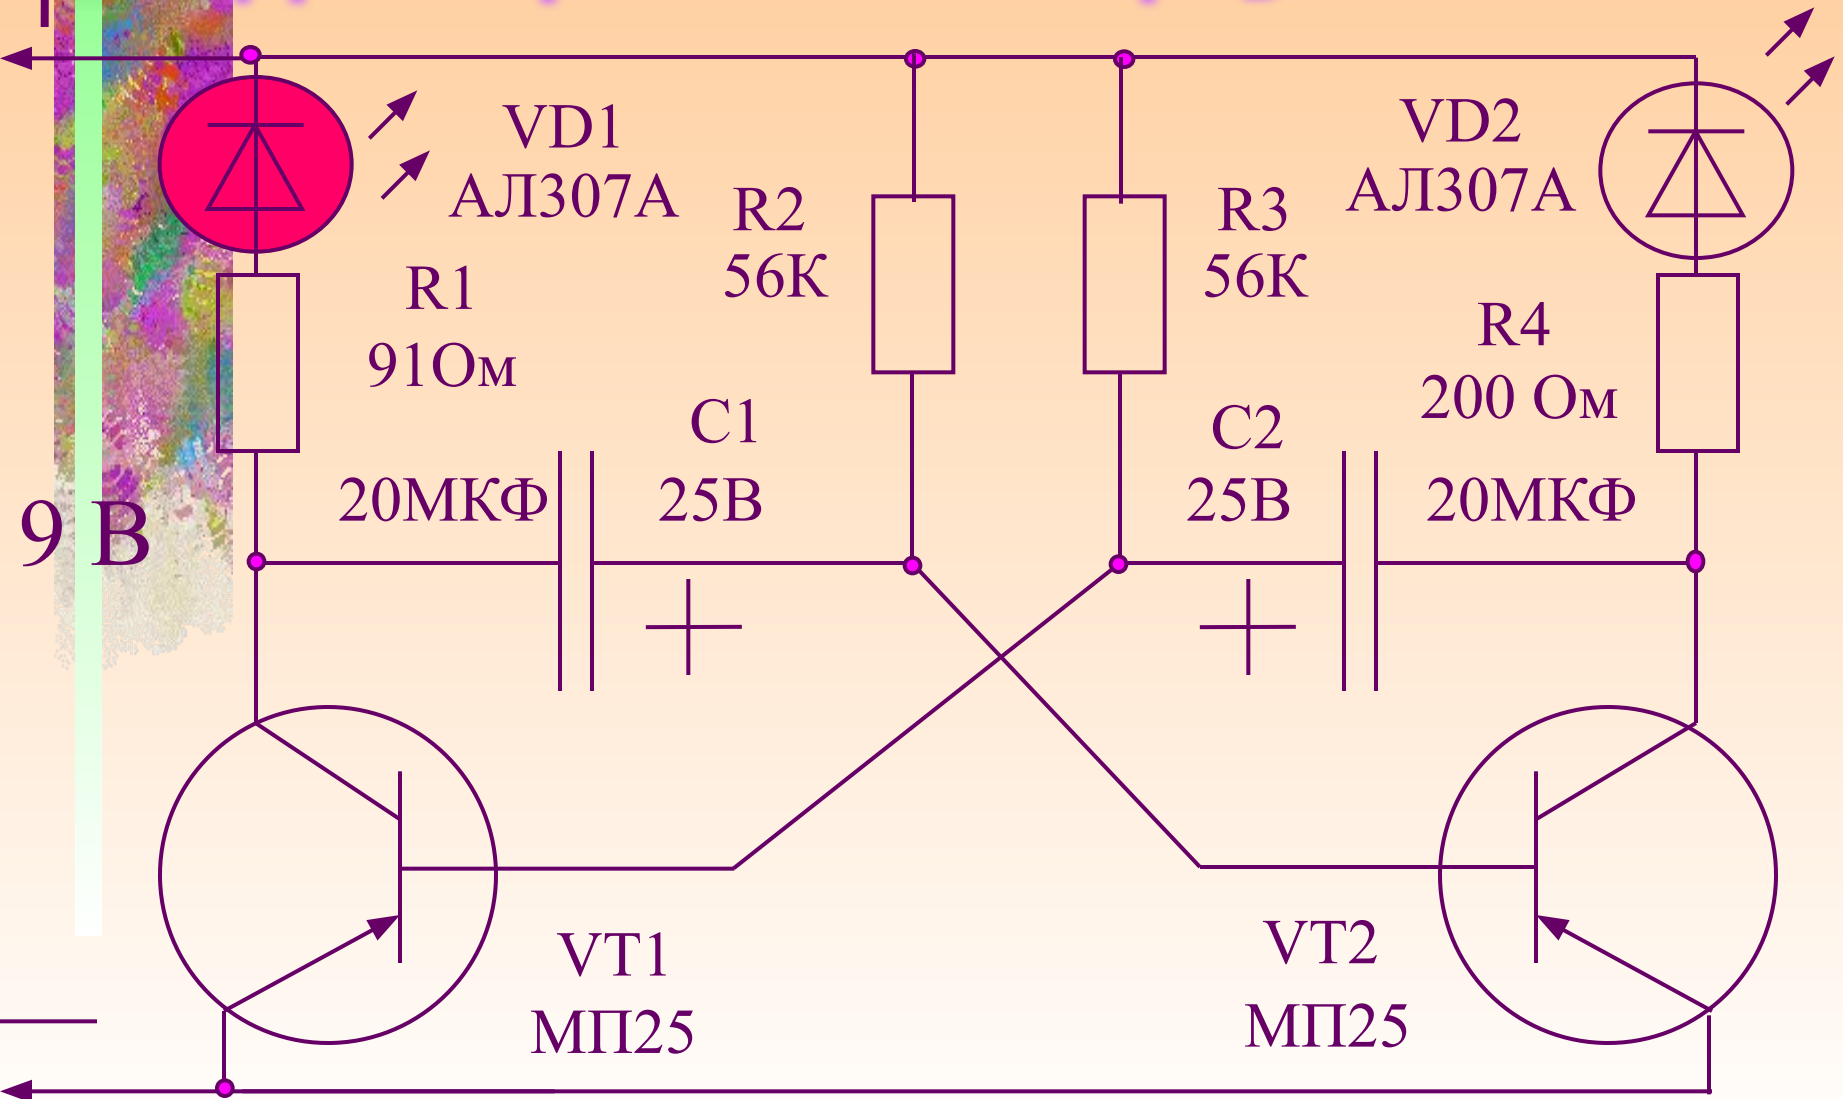 VD1
АЛ307А
VD2
АЛ307А
R2
56К
R3
56К
R1
91Ом
R4
200 Ом
C1
20МКФ 25В
C2
25В 20МКФ
9 В
VT1
МП25
VT2
МП25